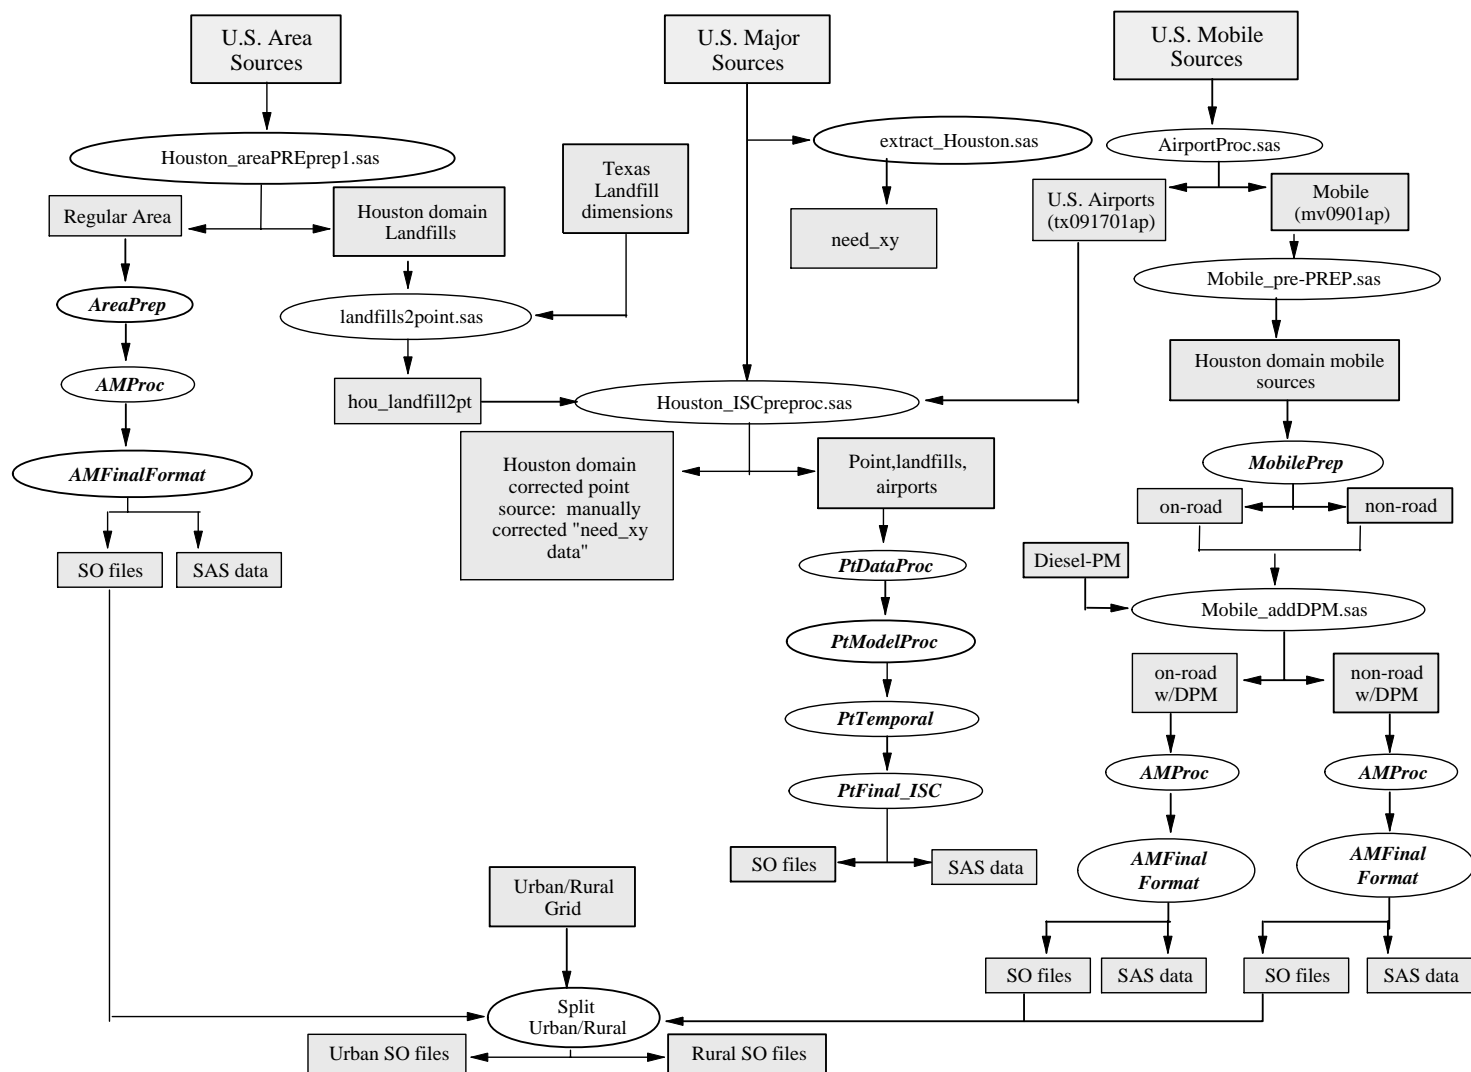 U.S. Area
Sources
U.S. Major
Sources
U.S. Mobile
Sources
Houston_areaPREprep1.sas
extract_Houston.sas
AirportProc.sas
Texas
Landfill
dimensions
Regular Area
Houston domain
Landfills
need_xy
U.S. Airports
(tx091701ap)
Mobile
(mv0901ap)
AreaPrep
landfills2point.sas
Mobile_pre-PREP.sas
AMProc
hou_landfill2pt
Houston_ISCpreproc.sas
Houston domain mobile
sources
AMFinalFormat
Houston domain
corrected point
source: manually
corrected "need_xy
data"
Point,landfills,
airports
MobilePrep
on-road
non-road
SO files
SAS data
PtDataProc
Diesel-PM
Mobile_addDPM.sas
PtModelProc
on-road
w/DPM
non-road
w/DPM
PtTemporal
AMProc
AMProc
PtFinal_ISC
SO files
SAS data
AMFinal
Format
AMFinal
Format
Urban/Rural
Grid
SO files
SAS data
SO files
SAS data
Split
Urban/Rural
Urban SO files
Rural SO files